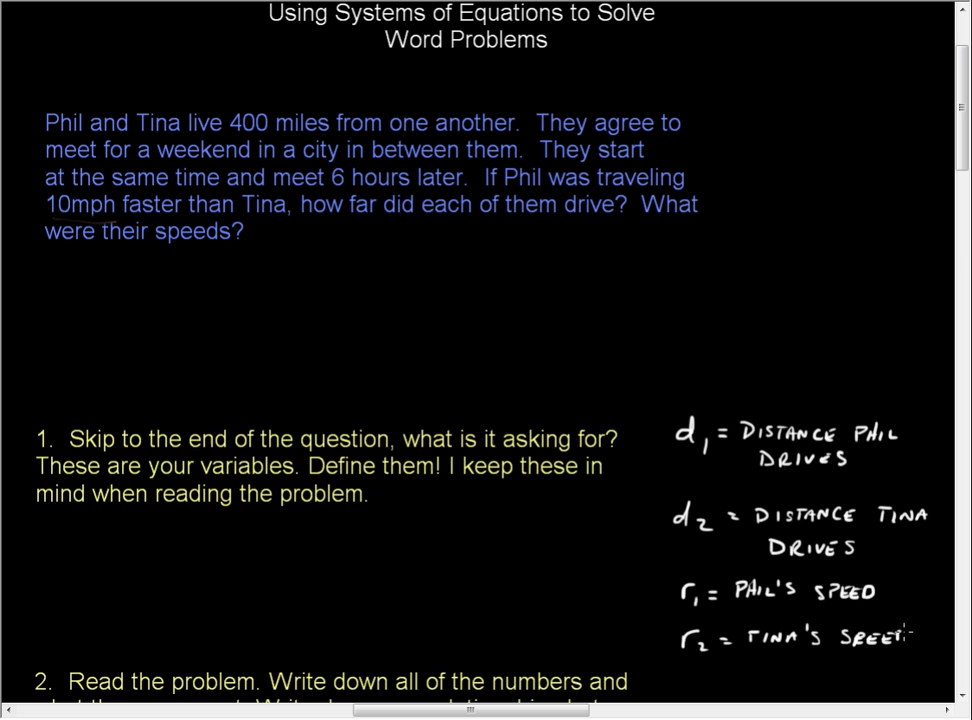 Using Systems of Equations to Solve
Word Problems
Phil and Tina live 400 miles from one another. They agree to
meet for a weekend in a city in between them. They start
at the same time and meet 6 hours later. If Phil was traveling
10mph faster than Tina, how far did each of them drive? What
were their speeds?
1. Skip to the end of the question, what is it asking for?
These are your variables. Define them! I keep these in
mind when reading the problem.
d₁ = DISTANCE PHIL
DRIVES
d₂ = DISTANCE TINA
DRIVES
r₁ = PHIL'S SPEED
r₂ = TINA'S SPEED
2. Read the problem. Write down all of the numbers and